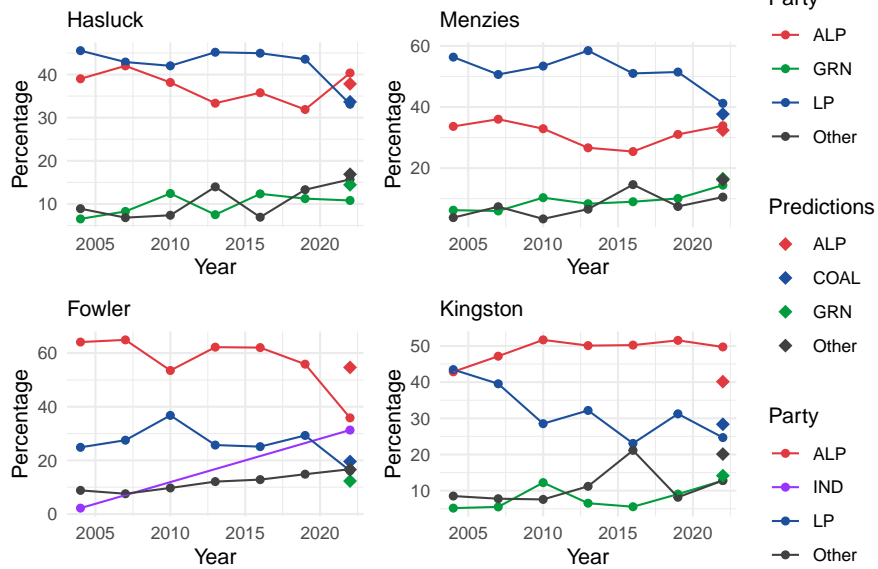 Party
Hasluck
Menzies
Percentage
40
30
20
10
2005
2010
2015
2020
Year
Percentage
60
40
20
2005
2010
2015
2020
Year
ALP
GRN
LP
Other
Predictions
ALP
COAL
GRN
Other
Fowler
Kingston
Percentage
60
40
20
0
2005
2010
2015
2020
Year
Percentage
50
40
30
20
10
2005
2010
2015
2020
Year
Party
ALP
IND
LP
Other